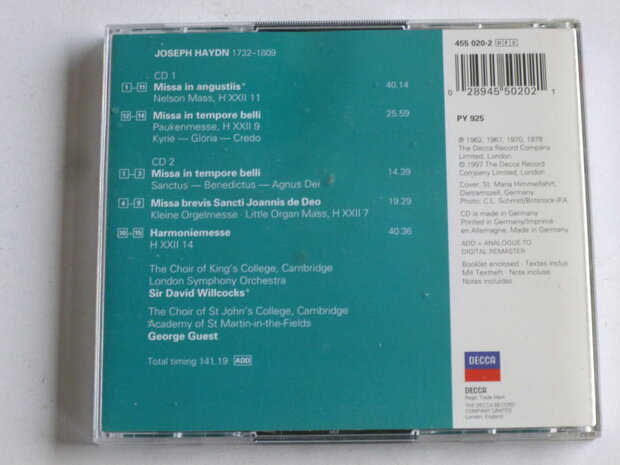 JOSEPH HAYDN 1732–1809
CD 1
1–11 Missa in angustiis* 40.14
Nelson Mass, H XXII 11
12–14 Missa in tempore belli 25.59
Paukenmesse, H XXII 9
Kyrie — Gloria — Credo
CD 2
1–3 Missa in tempore belli 14.39
Sanctus — Benedictus — Agnus Dei
4–9 Missa brevis Sancti Joannis de Deo 19.29
Kleine Orgelmesse · Little Organ Mass, H XXII 7
10–15 Harmoniemesse 40.36
H XXII 14
The Choir of King's College, Cambridge
London Symphony Orchestra
Sir David Willcocks*
The Choir of St John's College, Cambridge
Academy of St Martin-in-the-Fields
George Guest
Total timing 141.19 ADD
455 020-2 DF2
0 28945 50202 1
PY 925
℗ 1962, 1967, 1970, 1978
The Decca Record Company
Limited, London
© 1997 The Decca Record
Company Limited, London
Cover: St. Maria Himmelfahrt,
Dietramszell, Germany
Photo: C.L. Schmitt/Britstock-IFA
CD is made in Germany
Printed in Germany/Imprimé
en Allemagne. Made in Germany
ADD = ANALOGUE TO
DIGITAL REMASTER
Booklet enclosed · Textes inclus
Mit Textheft · Note incluse
Notas incluidas
DECCA
DECCA
Regd. Trade Mark
THE DECCA RECORD
COMPANY LIMITED
London, England